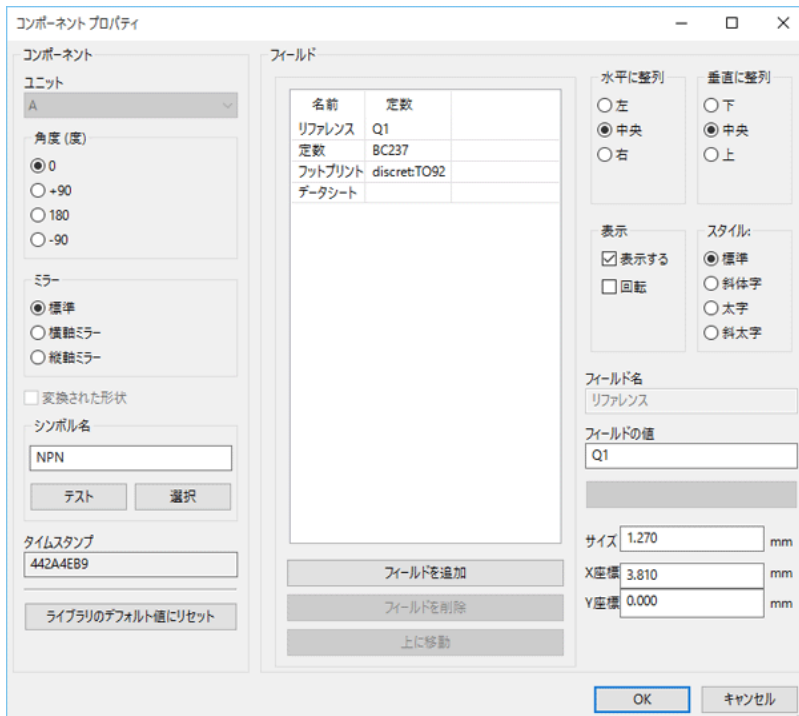 コンポーネント プロパティ
コンポーネント
ユニット
A
角度 (度)
0
+90
180
-90
ミラー
標準
横軸ミラー
縦軸ミラー
変換された形状
シンボル名
NPN
テスト 選択
タイムスタンプ
442A4EB9
ライブラリのデフォルト値にリセット
フィールド
名前 定数
リファレンス Q1
定数 BC237
フットプリント discret:TO92
データシート
フィールドを追加
フィールドを削除
上に移動
水平に整列
左
中央
右
垂直に整列
下
中央
上
表示
表示する
回転
スタイル:
標準
斜体字
太字
斜太字
フィールド名
リファレンス
フィールドの値
Q1
サイズ 1.270 mm
X座標 3.810 mm
Y座標 0.000 mm
OK キャンセル